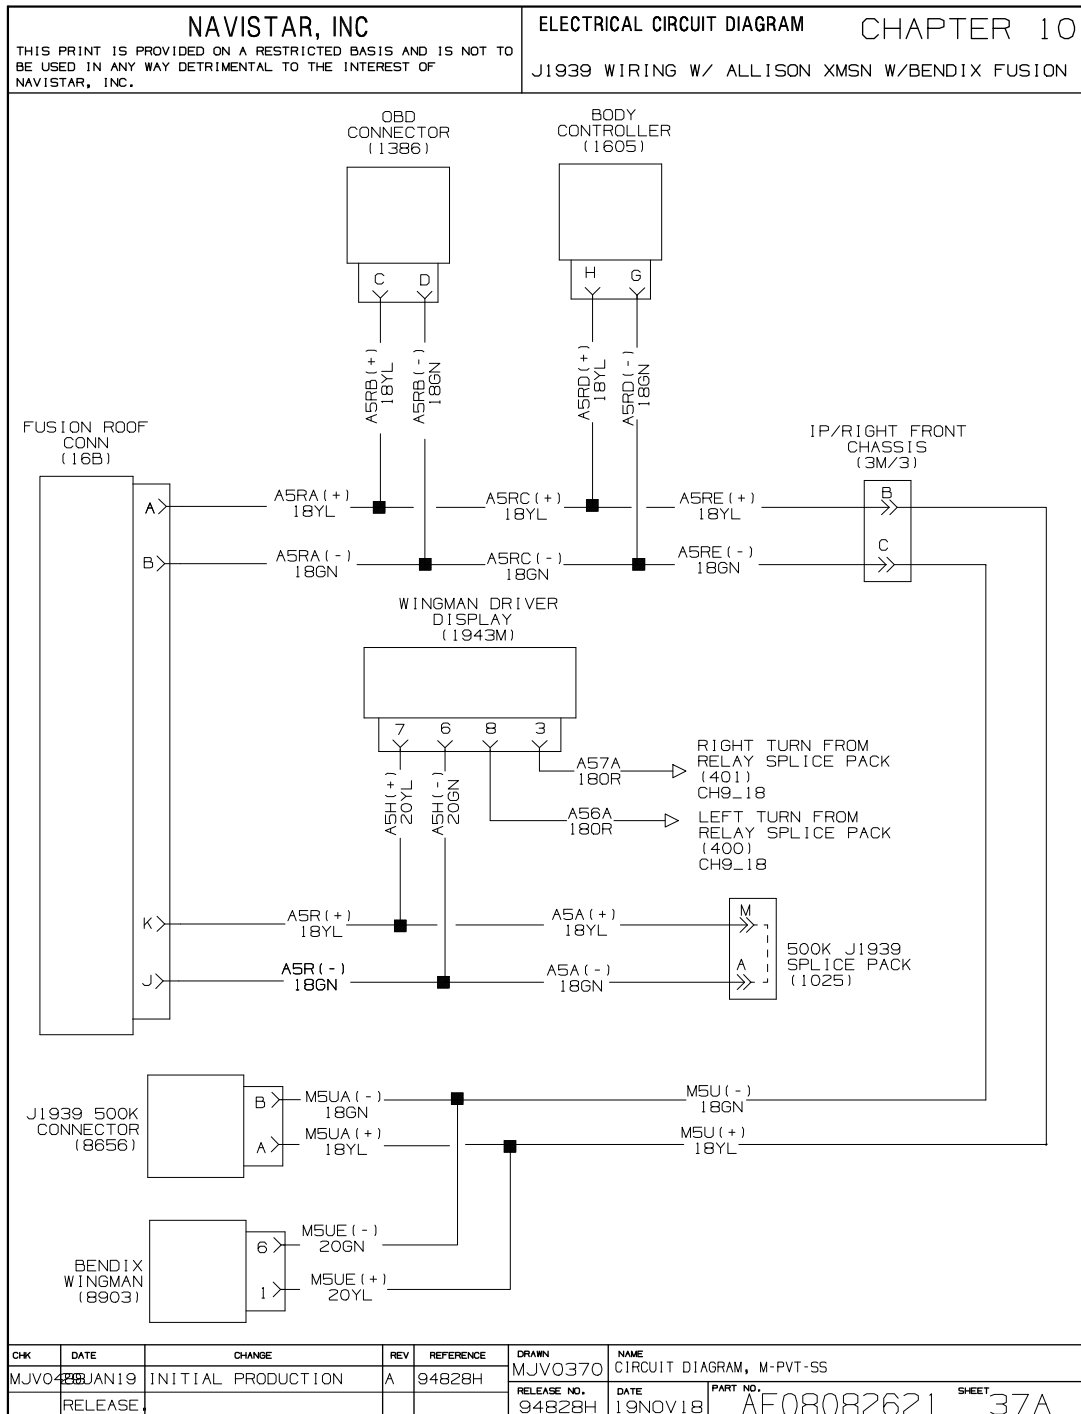 NAVISTAR, INC
THIS PRINT IS PROVIDED ON A RESTRICTED BASIS AND IS NOT TO
BE USED IN ANY WAY DETRIMENTAL TO THE INTEREST OF
NAVISTAR, INC.
ELECTRICAL CIRCUIT DIAGRAM CHAPTER 10
J1939 WIRING W/ ALLISON XMSN W/BENDIX FUSION
OBD
CONNECTOR
(1386)
BODY
CONTROLLER
(1605)
C D
H G
A5RB(+)
18YL
A5RB(-)
18GN
A5RD(+)
18YL
A5RD(-)
18GN
FUSION ROOF
CONN
(16B)
IP/RIGHT FRONT
CHASSIS
(3M/3)
A
A5RA(+)
18YL
A5RC(+)
18YL
A5RE(+)
18YL
B
B
A5RA(-)
18GN
A5RC(-)
18GN
A5RE(-)
18GN
C
WINGMAN DRIVER
DISPLAY
(1943M)
7 6 8 3
A5H(+)
20YL
A5H(-)
20GN
A57A
18OR
RIGHT TURN FROM
RELAY SPLICE PACK
(401)
CH9_18
A56A
18OR
LEFT TURN FROM
RELAY SPLICE PACK
(400)
CH9_18
K
A5R(+)
18YL
A5A(+)
18YL
M
J
A5R(-)
18GN
A5A(-)
18GN
A
500K J1939
SPLICE PACK
(1025)
J1939 500K
CONNECTOR
(8656)
B
M5UA(-)
18GN
M5U(-)
18GN
A
M5UA(+)
18YL
M5U(+)
18YL
BENDIX
WINGMAN
(8903)
6
M5UE(-)
20GN
1
M5UE(+)
20YL
CHK DATE CHANGE REV REFERENCE
JAN19 INITIAL PRODUCTION A 94828H
RELEASE.
DRAWN
MJV0370
NAME
CIRCUIT DIAGRAM, M-PVT-SS
RELEASE NO.
94828H
DATE
19NOV18
PART NO.
AF08082621
SHEET
37A